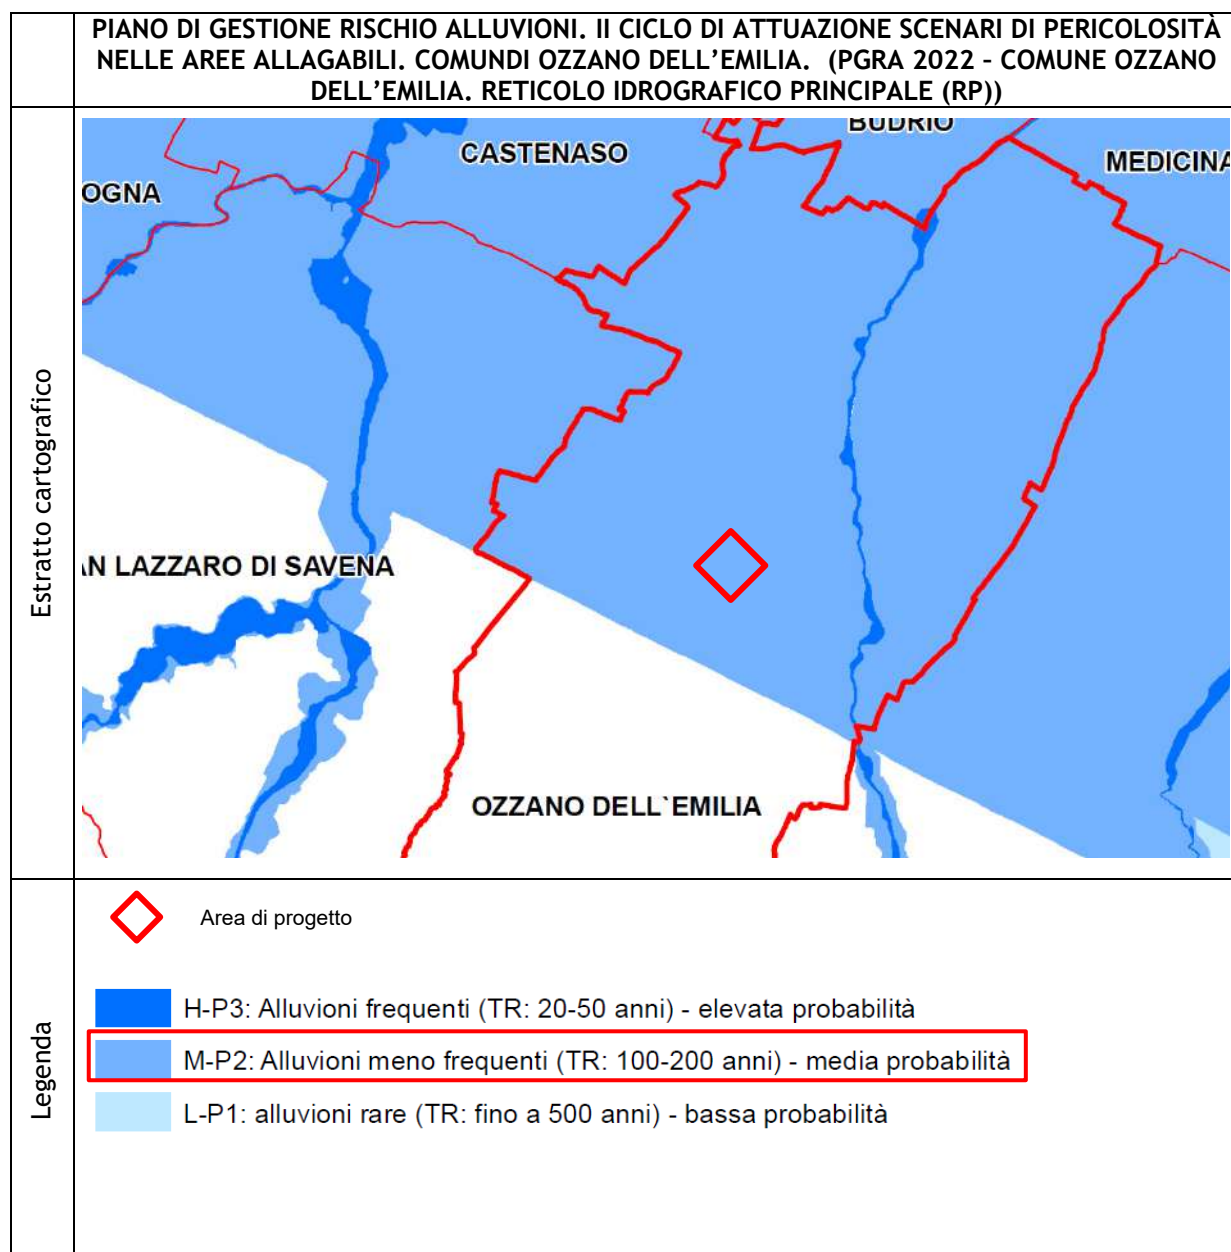 PIANO DI GESTIONE RISCHIO ALLUVIONI. II CICLO DI ATTUAZIONE SCENARI DI PERICOLOSITÀ
NELLE AREE ALLAGABILI. COMUNDI OZZANO DELL’EMILIA. (PGRA 2022 – COMUNE OZZANO
DELL’EMILIA. RETICOLO IDROGRAFICO PRINCIPALE (RP))
Estratto cartografico
BUDRIO
CASTENASO
MEDICINA
OGNA
N LAZZARO DI SAVENA
OZZANO DELL`EMILIA
Legenda
Area di progetto
H-P3: Alluvioni frequenti (TR: 20-50 anni) - elevata probabilità
M-P2: Alluvioni meno frequenti (TR: 100-200 anni) - media probabilità
L-P1: alluvioni rare (TR: fino a 500 anni) - bassa probabilità